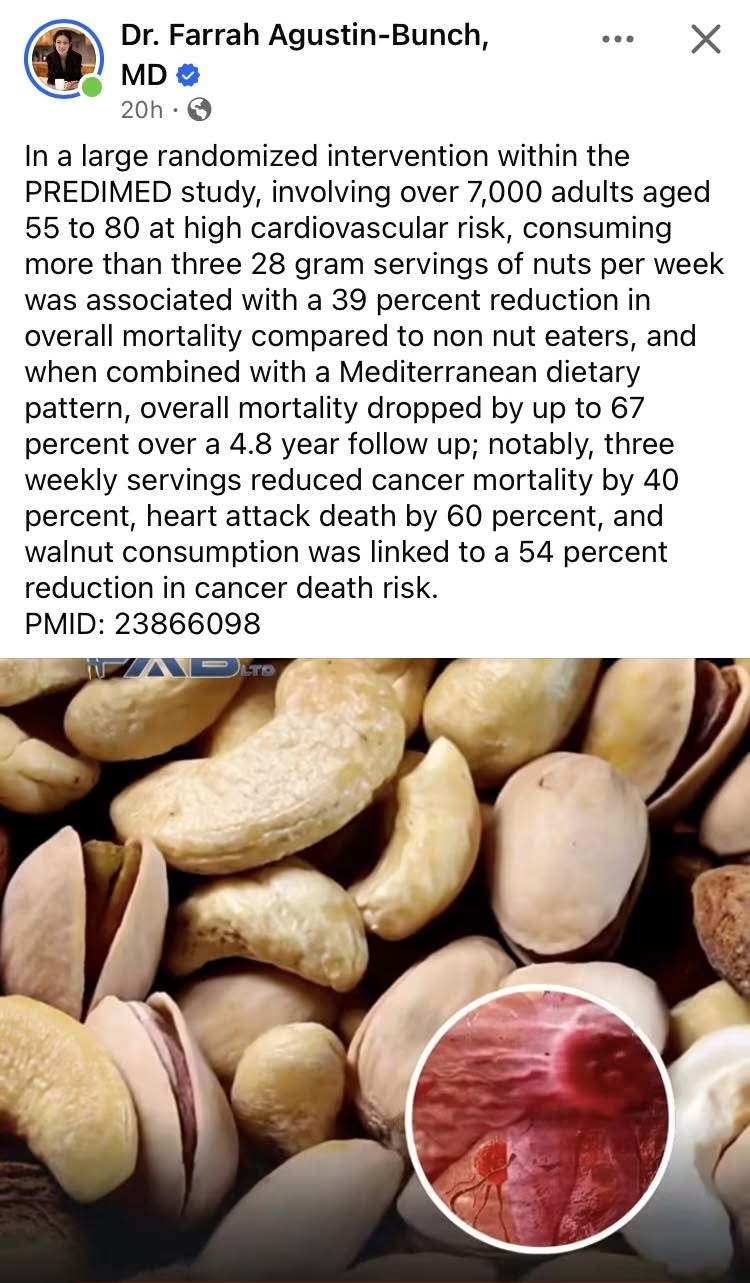 Dr. Farrah Agustin-Bunch,
MD
20h ·
In a large randomized intervention within the
PREDIMED study, involving over 7,000 adults aged
55 to 80 at high cardiovascular risk, consuming
more than three 28 gram servings of nuts per week
was associated with a 39 percent reduction in
overall mortality compared to non nut eaters, and
when combined with a Mediterranean dietary
pattern, overall mortality dropped by up to 67
percent over a 4.8 year follow up; notably, three
weekly servings reduced cancer mortality by 40
percent, heart attack death by 60 percent, and
walnut consumption was linked to a 54 percent
reduction in cancer death risk.
PMID: 23866098
LTD